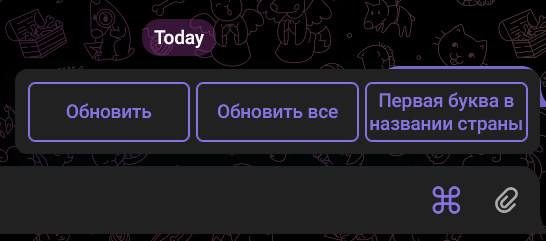 Today
Обновить
Обновить все
Первая буква в
названии страны